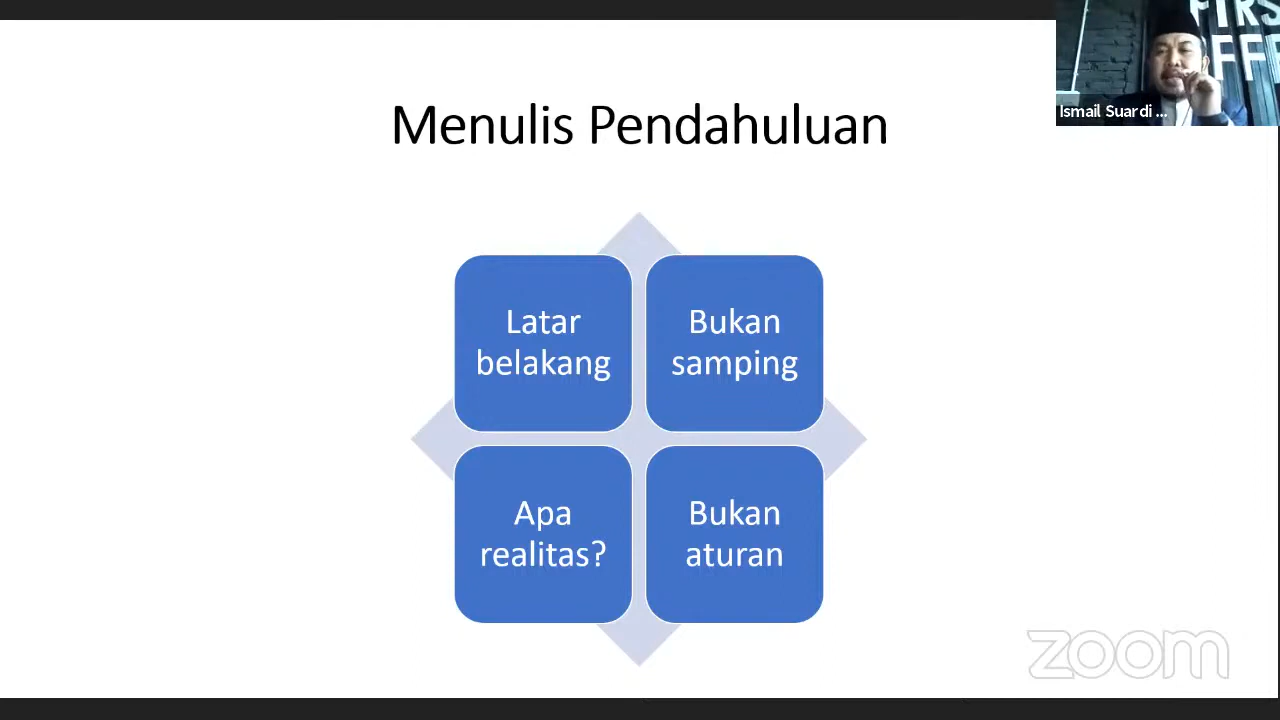 Menulis Pendahuluan
Latar
belakang
Bukan
samping
Apa
realitas?
Bukan
aturan
Ismail Suardi ...
zoom